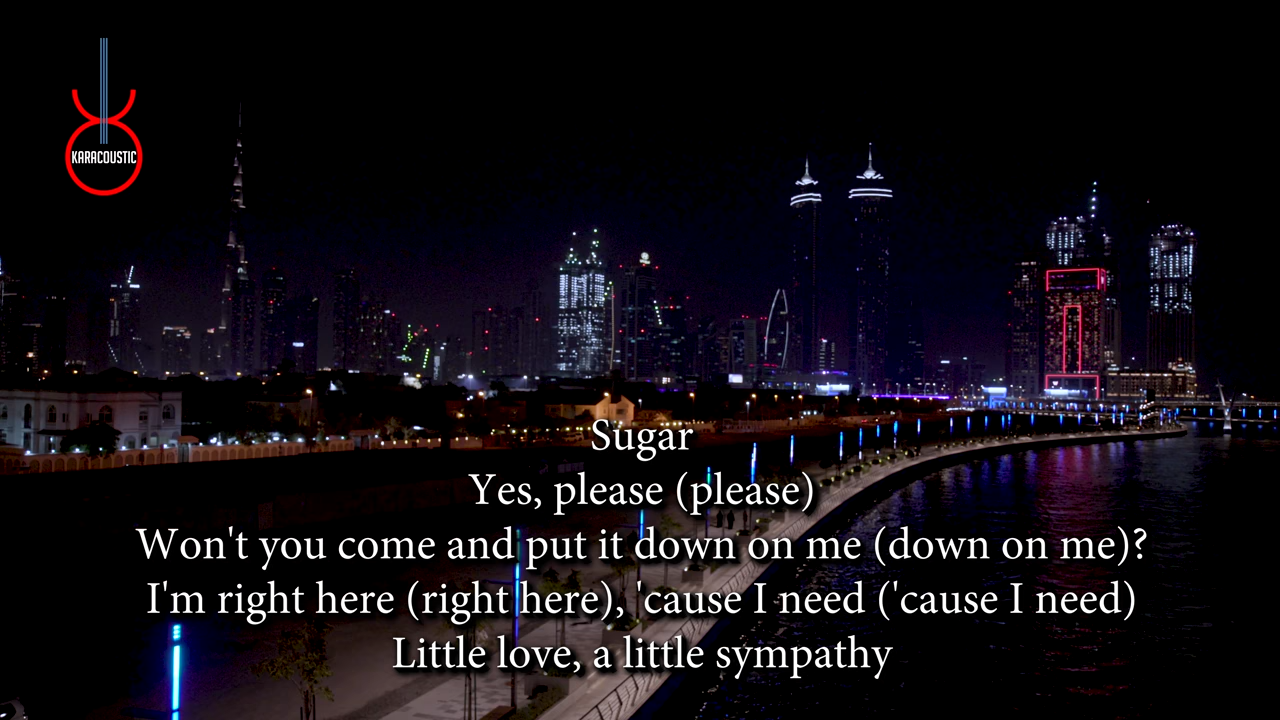 KARACOUSTIC
Sugar
Yes, please (please)
Won't you come and put it down on me (down on me)?
I'm right here (right here), 'cause I need ('cause I need)
Little love, a little sympathy